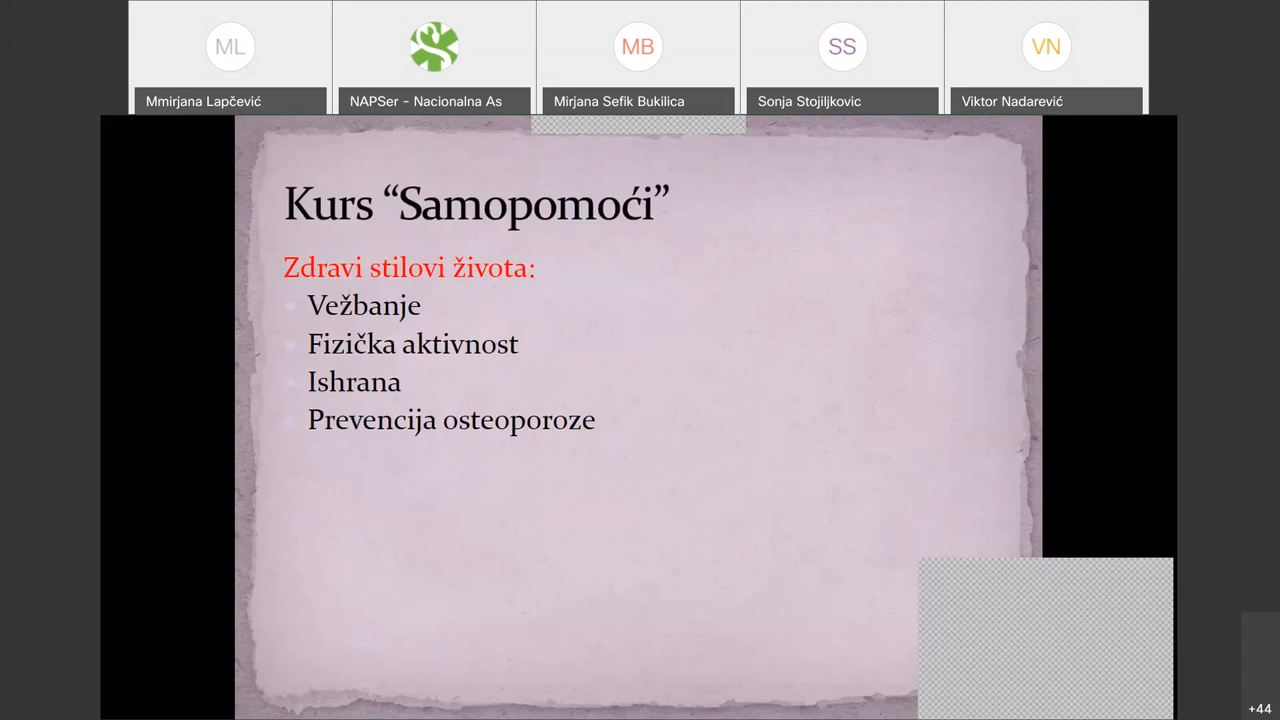 ML
MB
SS
VN
Mmirjana Lapčević
NAPSer - Nacionalna As
Mirjana Sefik Bukilica
Sonja Stojiljkovic
Viktor Nadarević
Kurs “Samopomoći”
Zdravi stilovi života:
Vežbanje
Fizička aktivnost
Ishrana
Prevencija osteoporoze
+44